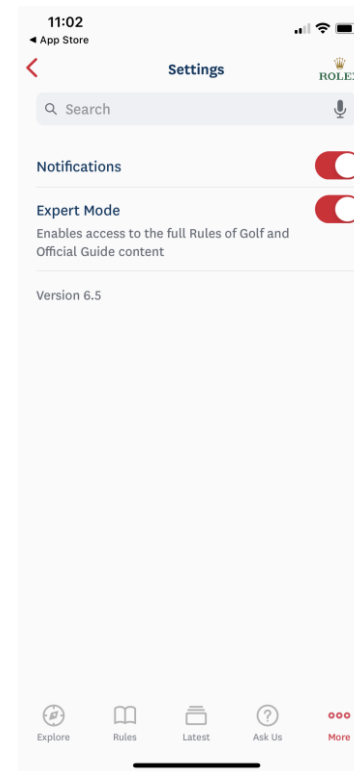 11:02
◀ App Store
Settings
ROLEX
Search
Notifications
Expert Mode
Enables access to the full Rules of Golf and
Official Guide content
Version 6.5
Explore
Rules
Latest
Ask Us
More